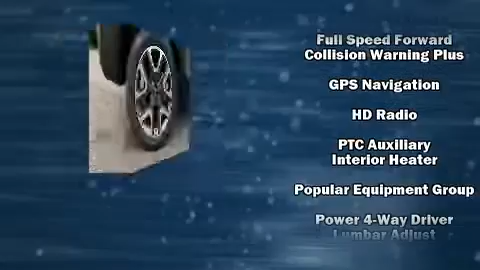 Full Speed Forward
Collision Warning Plus
GPS Navigation
HD Radio
PTC Auxiliary
Interior Heater
Popular Equipment Group
Power 4-Way Driver
Lumbar Adjust